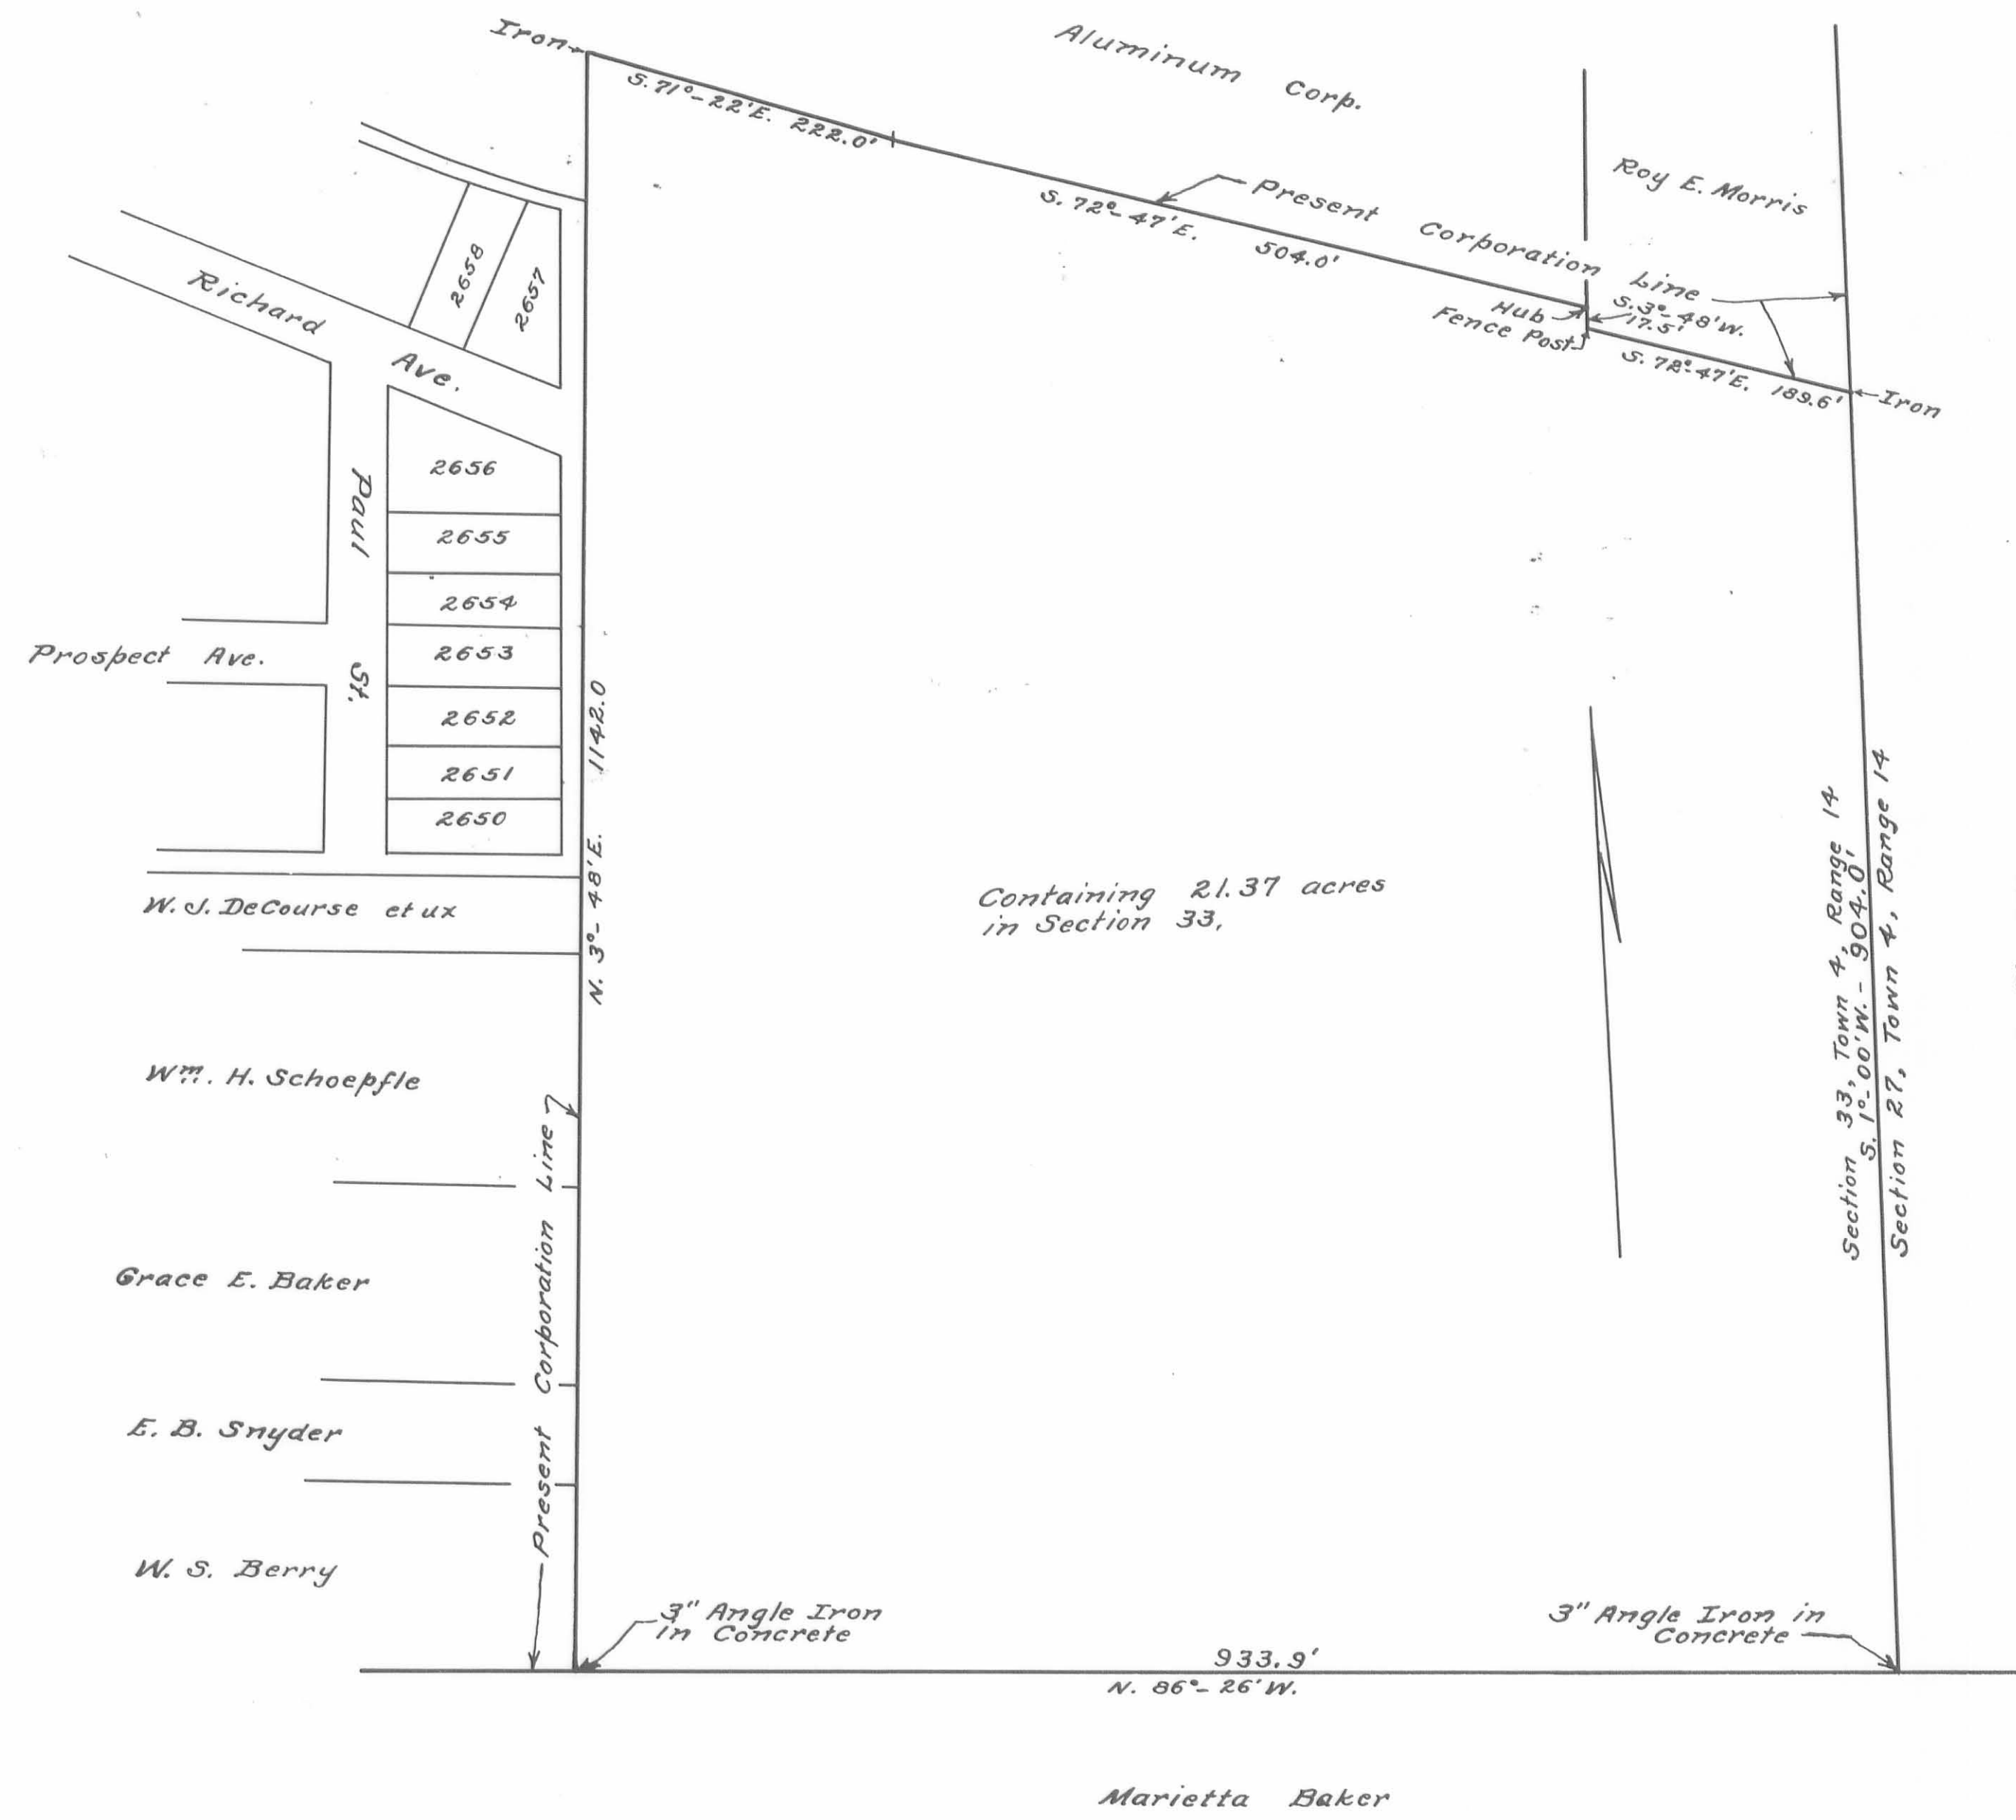 Iron
Aluminum Corp.
S. 71°-22'E. 222.0'
Roy E. Morris
S. 72°-47'E. 504.0'
Present Corporation Line
Hub
Fence Post
S. 3°-48'W.
17.5'
S. 72°-47'E. 189.6'
Iron
2658
2657
Richard Ave.
2656
2655
2654
2653
2652
2651
2650
Paul St.
Prospect Ave.
W. J. DeCourse et ux
N. 3°-48'E. 1142.0
Containing 21.37 acres
in Section 33,
Section 33, Town 4, Range 14
S. 1°-00'W. - 904.0'
Section 27, Town 4, Range 14
Wm. H. Schoepfle
Present Corporation Line
Grace E. Baker
E. B. Snyder
W. S. Berry
3" Angle Iron
in Concrete
3" Angle Iron in
Concrete
933.9'
N. 86°-26'W.
Marietta Baker